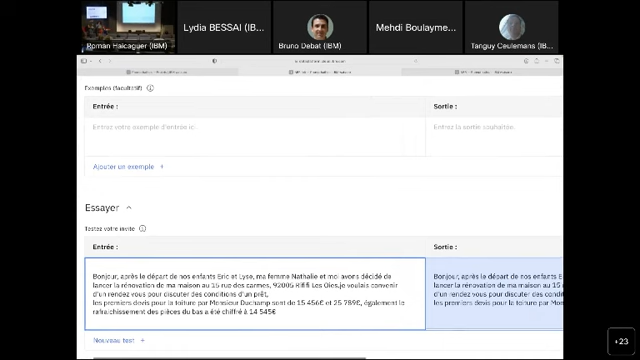 Roman Haicaguer (IBM)
Lydia BESSAI (IB...
Bruno Debat (IBM)
Mehdi Boulayme...
Tanguy Ceulemans (IB...
Exemples (facultatif)
Entrée :
Sortie :
Entrez votre exemple d'entrée ici.
Entrez la sortie souhaitée.
Ajouter un exemple +
Essayer
Testez votre invite
Entrée :
Sortie :
Bonjour, après le départ de nos enfants Eric et Lyse, ma femme Nathalie et moi avons décidé de
lancer la rénovation de ma maison au 15 rue des carmes, 92005 Rififi Les Oies.je voulais convenir
d'un rendez vous pour discuter des conditions d'un prêt,
les premiers devis pour la toiture par Monsieur Duchamp sont de 15 456€ et 25 789€, également le
rafraichissement des pièces du bas a été chiffré à 14 545€
Bonjour, après le départ de nos enfants E
lancer la rénovation de ma maison au 15
d'un rendez vous pour discuter des cond
les premiers devis pour la toiture par Mon
Nouveau test +
+23